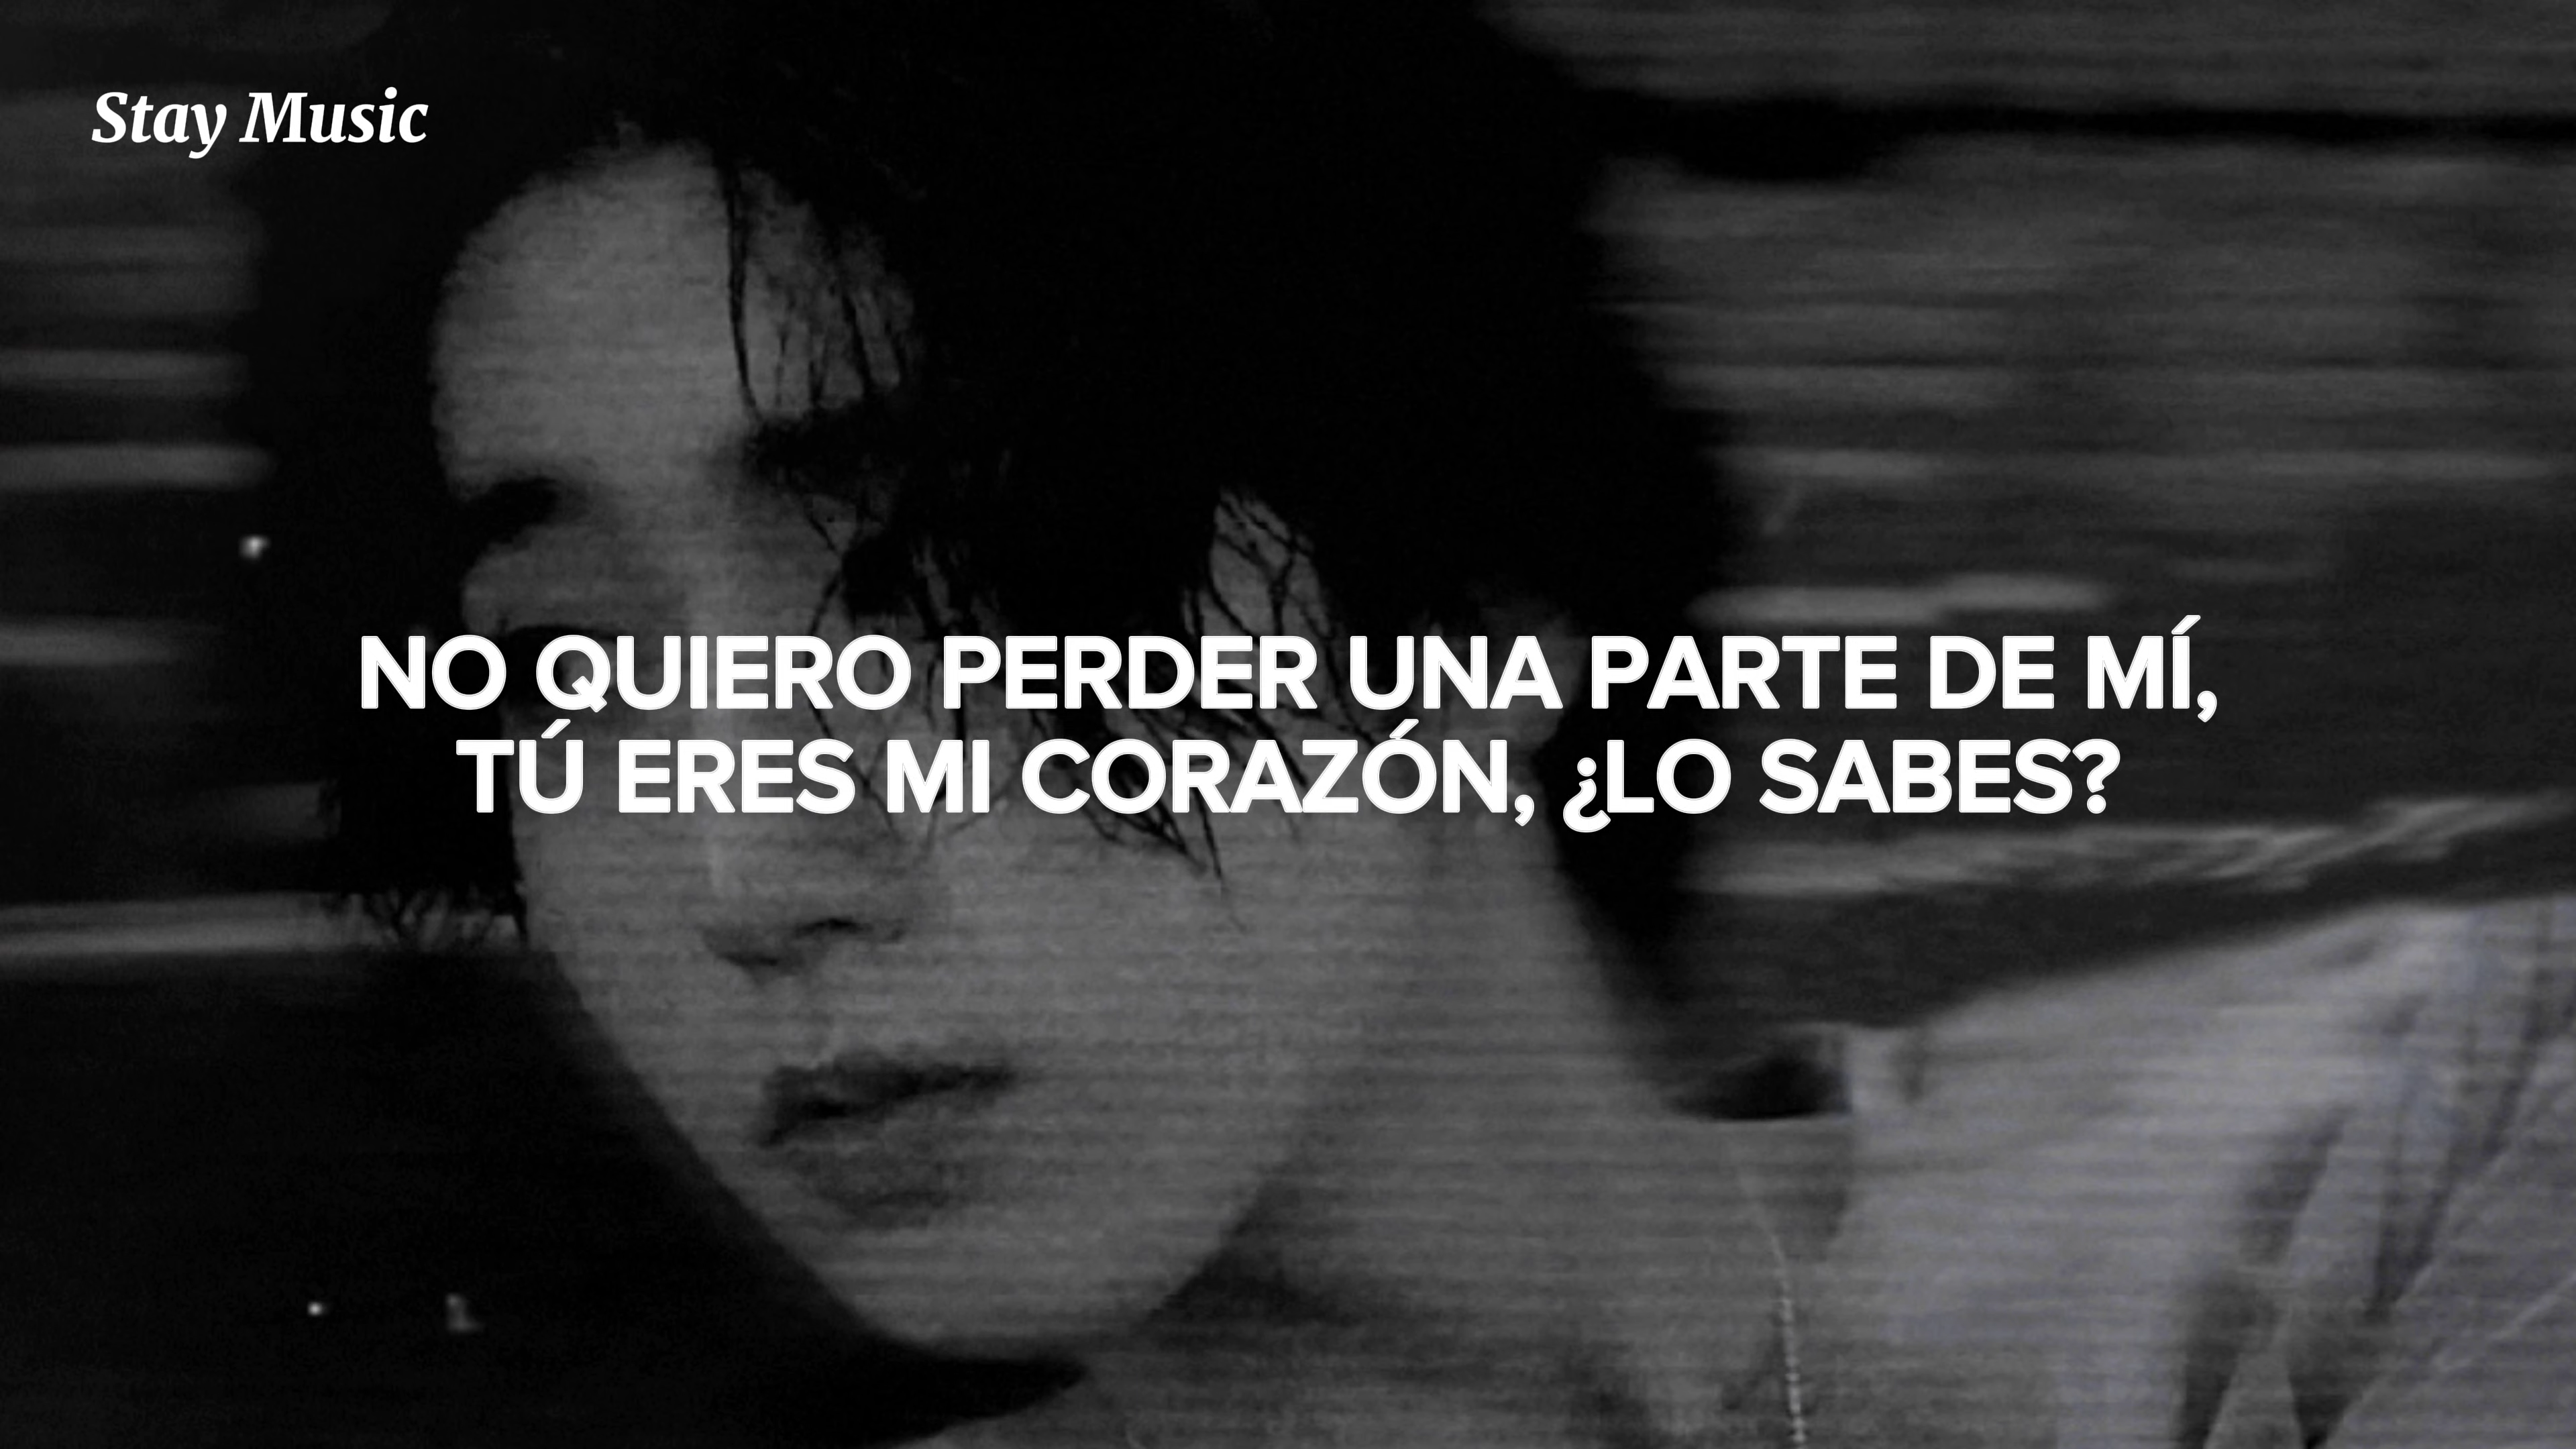 Stay Music
NO QUIERO PERDER UNA PARTE DE MÍ,
TÚ ERES MI CORAZÓN, ¿LO SABES?